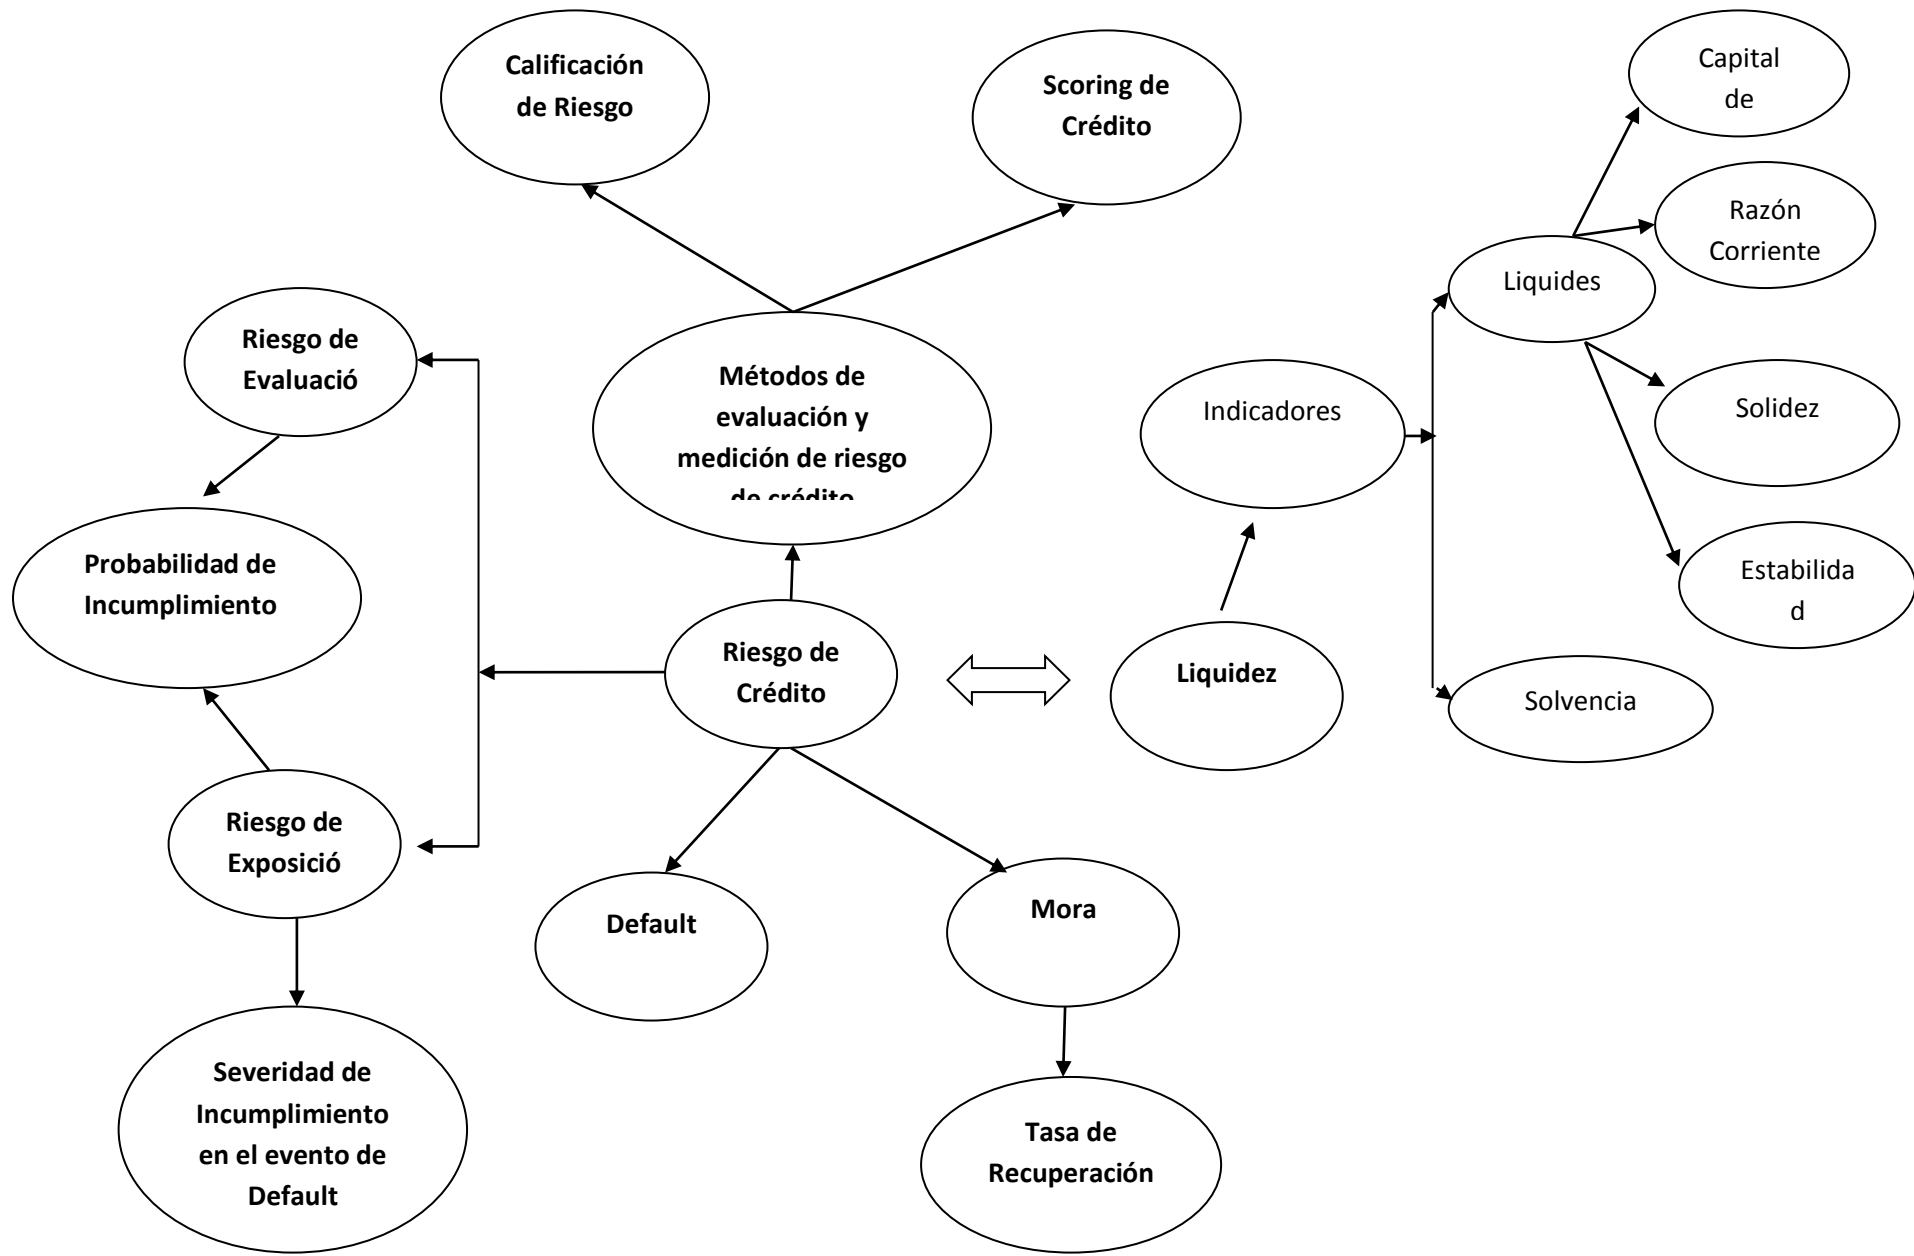 Calificación
de Riesgo
Scoring de
Crédito
Capital
de
Razón
Corriente
Liquides
Riesgo de
Evaluació
Métodos de
evaluación y
medición de riesgo
de crédito
Indicadores
Solidez
Probabilidad de
Incumplimiento
Estabilida
d
Riesgo de
Crédito
Liquidez
Solvencia
Riesgo de
Exposició
Default
Mora
Severidad de
Incumplimiento
en el evento de
Default
Tasa de
Recuperación